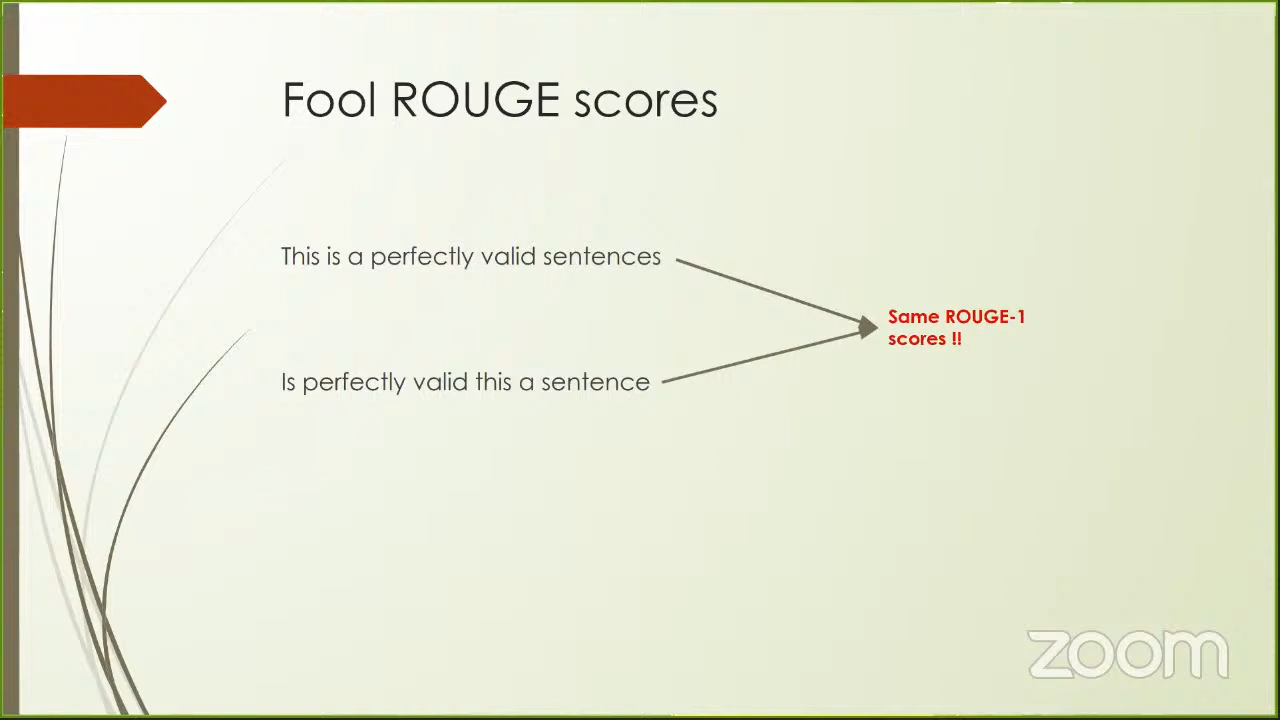 Fool ROUGE scores
This is a perfectly valid sentences
Same ROUGE-1
scores !!
Is perfectly valid this a sentence
zoom